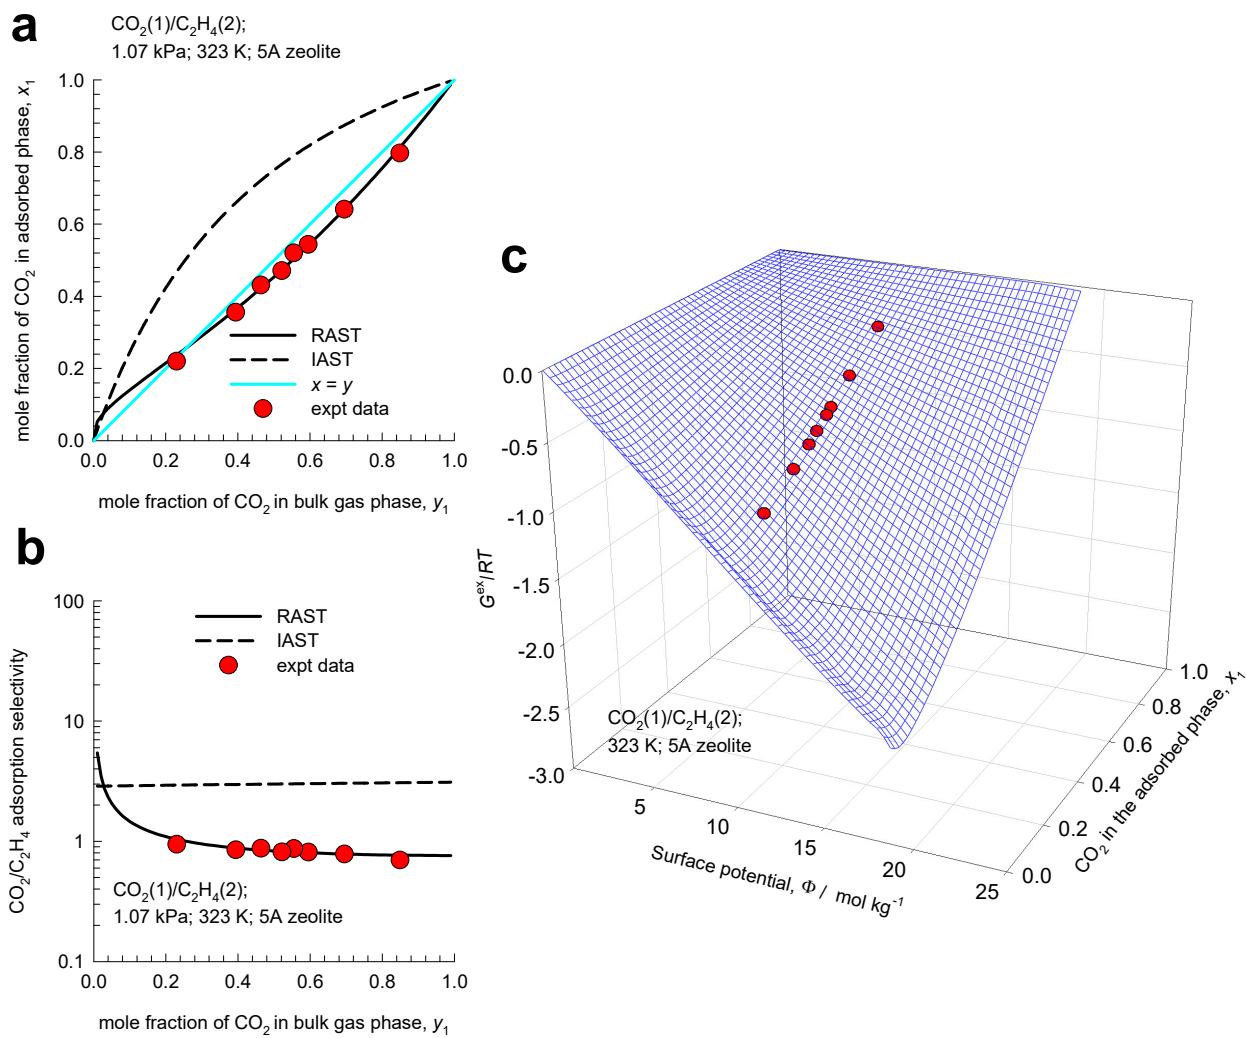 a
CO₂(1)/C₂H₄(2);
1.07 kPa; 323 K; 5A zeolite
mole fraction of CO₂ in adsorbed phase, x₁
1.0
0.8
0.6
0.4
0.2
0.0
RAST
IAST
x = y
expt data
0.0 0.2 0.4 0.6 0.8 1.0
mole fraction of CO₂ in bulk gas phase, y₁
b
CO₂/C₂H₄ adsorption selectivity
100
10
1
0.1
RAST
IAST
expt data
CO₂(1)/C₂H₄(2);
1.07 kPa; 323 K; 5A zeolite
0.0 0.2 0.4 0.6 0.8 1.0
mole fraction of CO₂ in bulk gas phase, y₁
c
Gᵉˣ/RT
0.0
-0.5
-1.0
-1.5
-2.0
-2.5
-3.0
CO₂(1)/C₂H₄(2);
323 K; 5A zeolite
5
10
15
20
25
Surface potential, Φ / mol kg⁻¹
0.0
0.2
0.4
0.6
0.8
1.0
CO₂ in the adsorbed phase, x₁